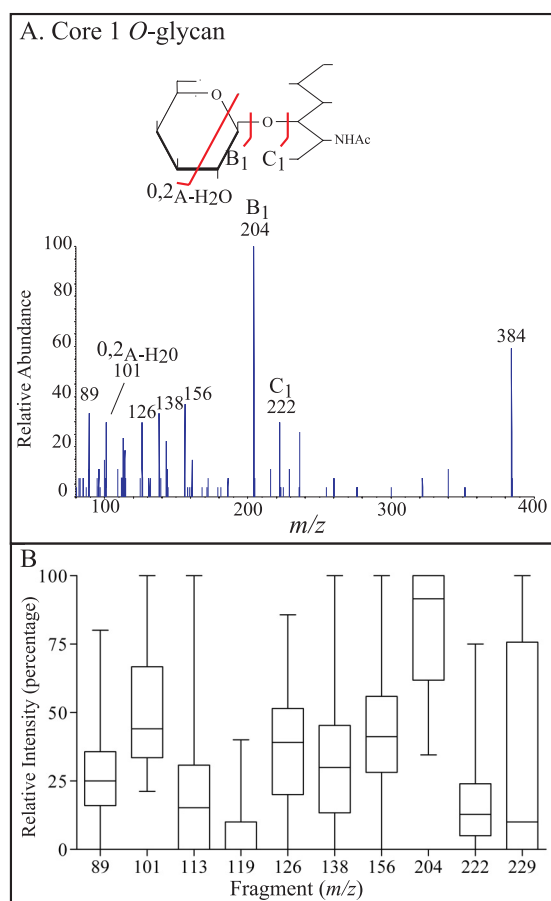 A. Core 1 O-glycan
O
O
NHAc
B1 C1
0,2A-H2O
B1
204
100
80
60
40
20
0
Relative Abundance
384
0,2A-H20
101
89
126
138
156
C1
222
100 200 300 400
m/z
B
100
75
50
25
0
Relative Intensity (percentage)
89 101 113 119 126 138 156 204 222 229
Fragment (m/z)